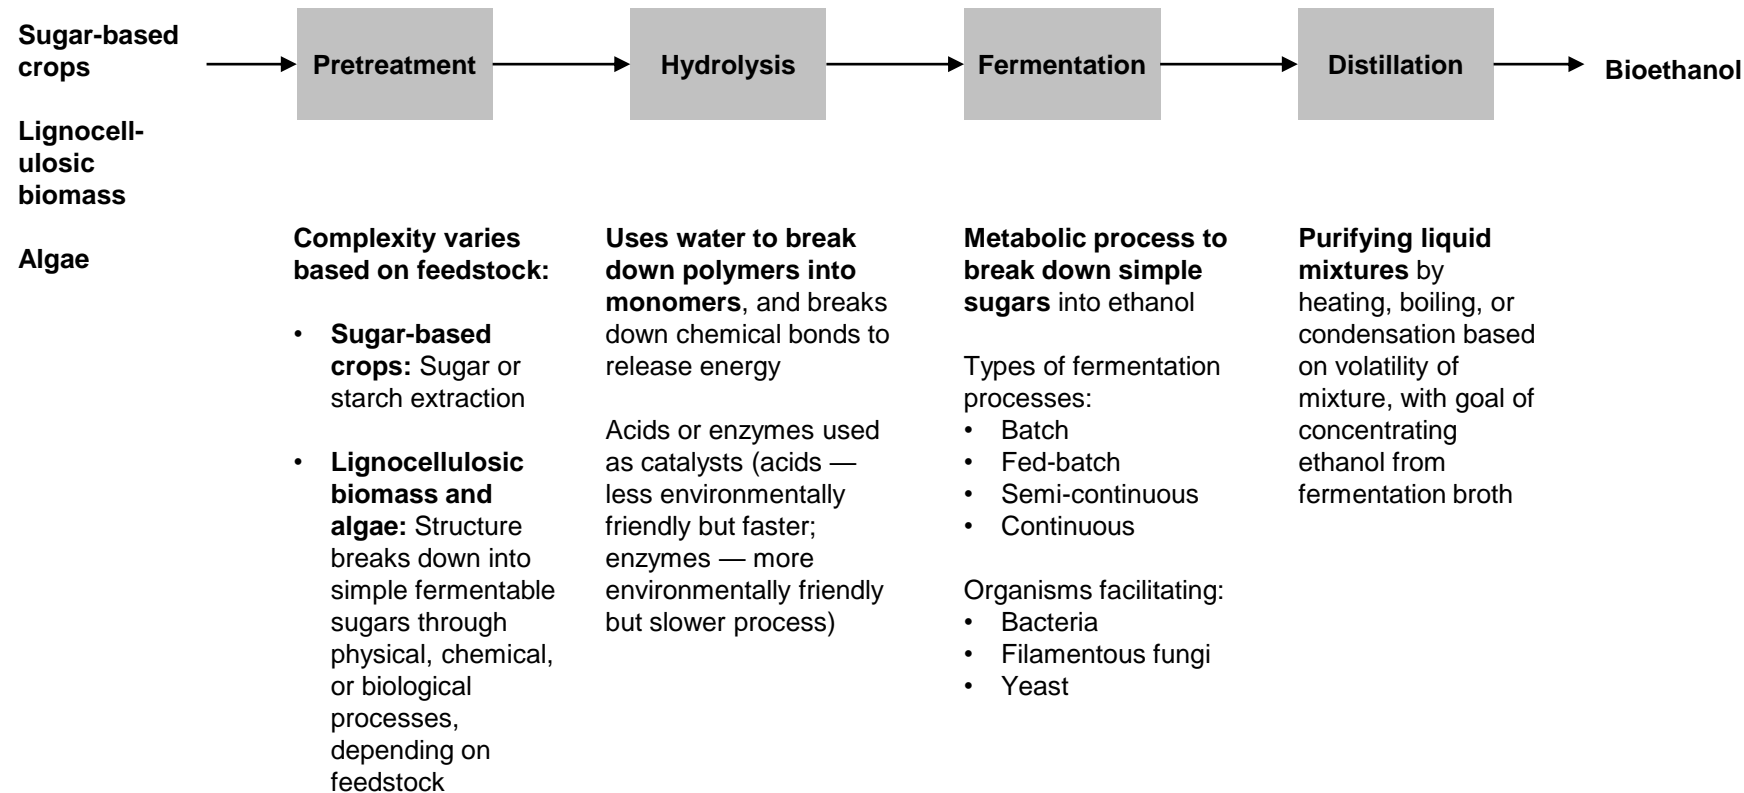 Sugar-based
crops
Lignocell-
ulosic
biomass
Algae
Pretreatment
Hydrolysis
Fermentation
Distillation
Bioethanol
Complexity varies
based on feedstock:
• Sugar-based
crops: Sugar or
starch extraction
• Lignocellulosic
biomass and
algae: Structure
breaks down into
simple fermentable
sugars through
physical, chemical,
or biological
processes,
depending on
feedstock
Uses water to break
down polymers into
monomers, and breaks
down chemical bonds to
release energy
Acids or enzymes used
as catalysts (acids —
less environmentally
friendly but faster;
enzymes — more
environmentally friendly
but slower process)
Metabolic process to
break down simple
sugars into ethanol
Types of fermentation
processes:
• Batch
• Fed-batch
• Semi-continuous
• Continuous
Organisms facilitating:
• Bacteria
• Filamentous fungi
• Yeast
Purifying liquid
mixtures by
heating, boiling, or
condensation based
on volatility of
mixture, with goal of
concentrating
ethanol from
fermentation broth